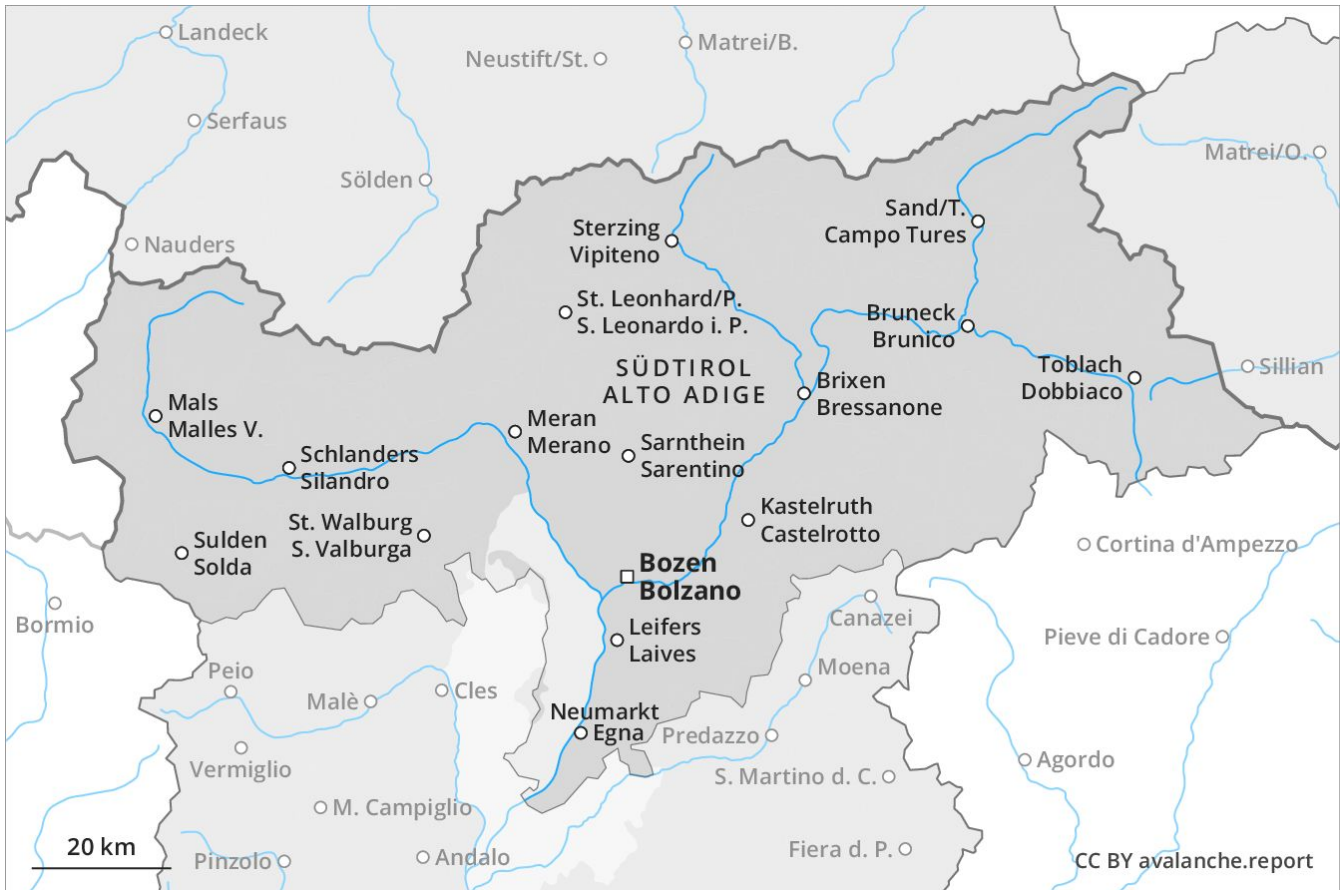 Landeck
Neustift/St.
Matrei/B.
Serfaus
Matrei/O.
Sölden
Nauders
Sand/T.
Campo Tures
Sterzing
Vipiteno
St. Leonhard/P.
S. Leonardo i. P.
Bruneck
Brunico
SÜDTIROL
ALTO ADIGE
Toblach
Dobbiaco
Sillian
Brixen
Bressanone
Mals
Malles V.
Meran
Merano
Sarnthein
Sarentino
Schlanders
Silandro
Kastelruth
Castelrotto
St. Walburg
S. Valburga
Sulden
Solda
Cortina d'Ampezzo
Bozen
Bolzano
Bormio
Canazei
Leifers
Laives
Pieve di Cadore
Peio
Moena
Malè
Cles
Neumarkt
Egna
Predazzo
Vermiglio
S. Martino d. C.
Agordo
M. Campiglio
20 km
Pinzolo
Andalo
Fiera d. P.
CC BY avalanche.report